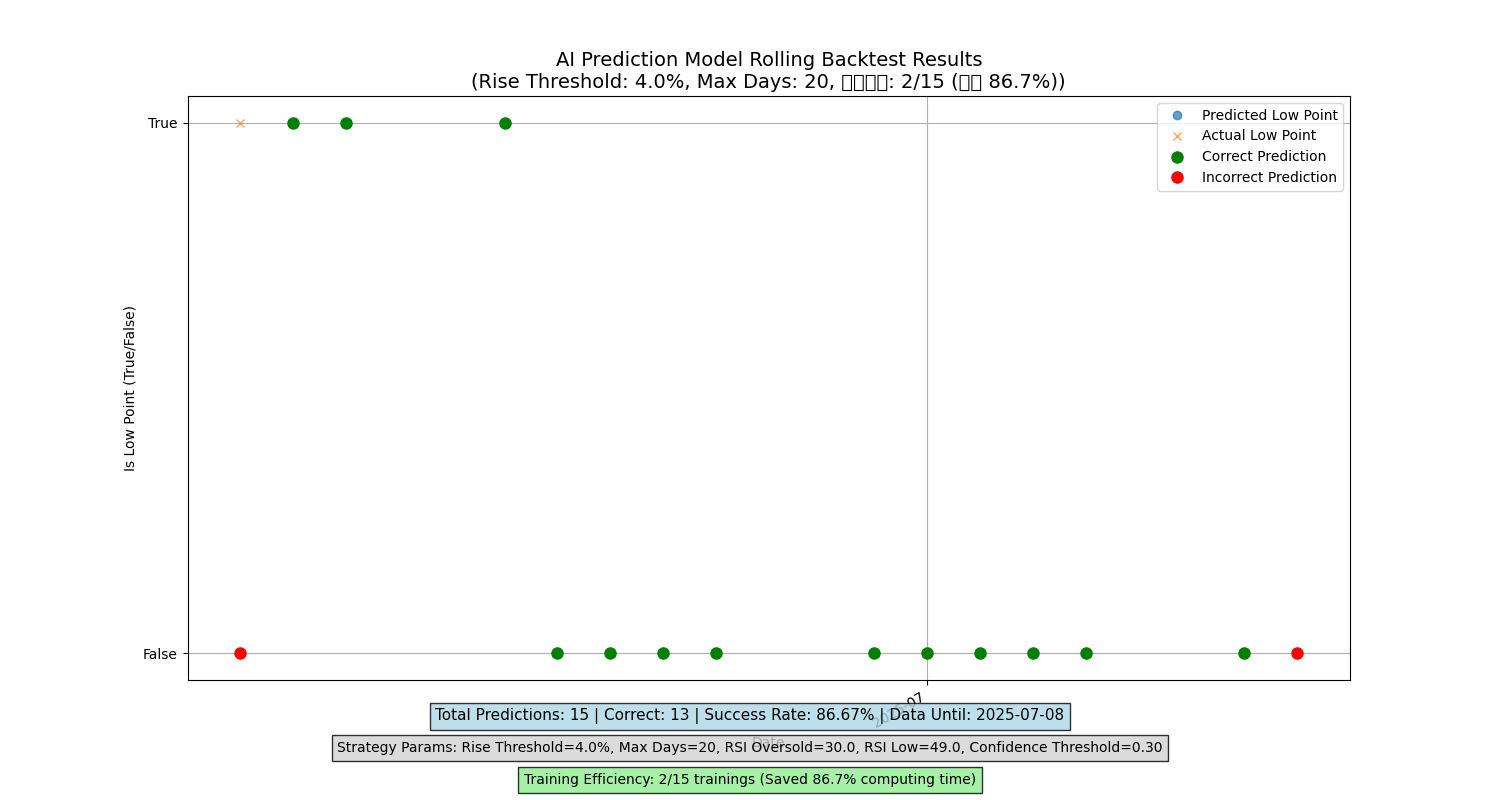 AI Prediction Model Rolling Backtest Results
(Rise Threshold: 4.0%, Max Days: 20, : 2/15 ( 86.7%))
True
Predicted Low Point
Actual Low Point
Correct Prediction
Incorrect Prediction
Is Low Point (True/False)
False
Total Predictions: 15 | Correct: 13 | Success Rate: 86.67% | Data Until: 2025-07-08
Date
Strategy Params: Rise Threshold=4.0%, Max Days=20, RSI Oversold=30.0, RSI Low=49.0, Confidence Threshold=0.30
Training Efficiency: 2/15 trainings (Saved 86.7% computing time)